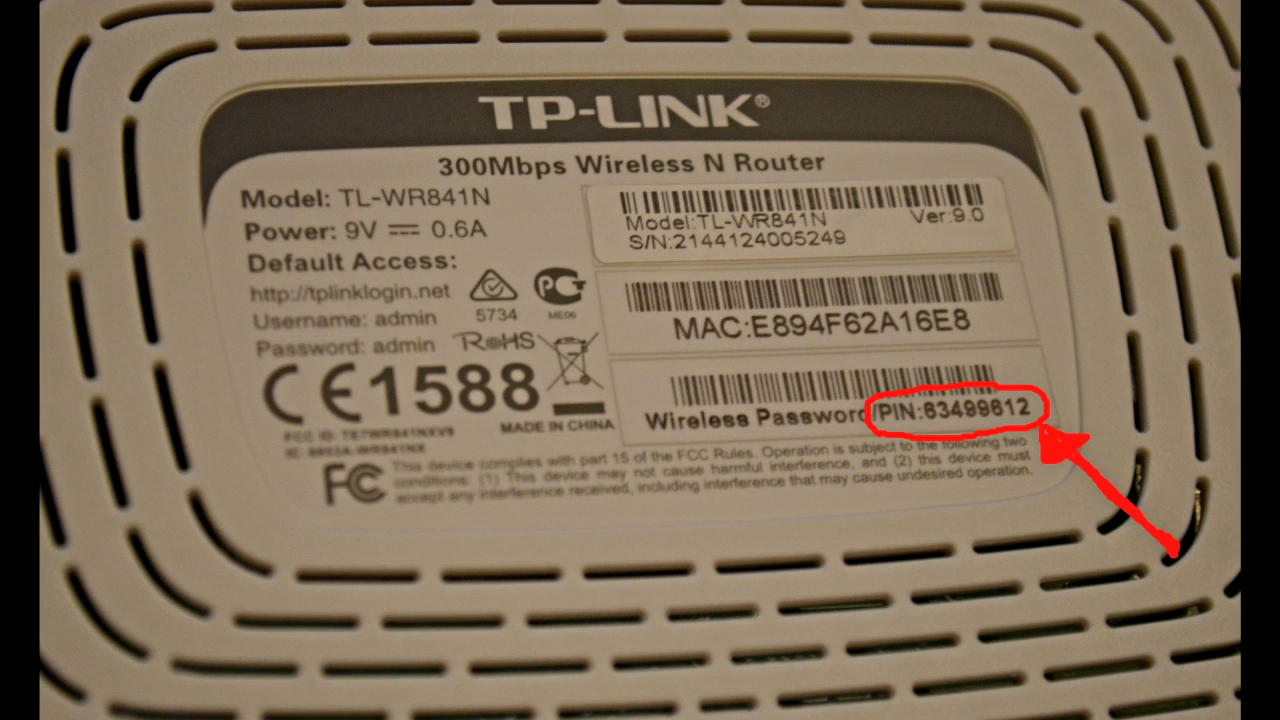 TP-LINK®
300Mbps Wireless N Router
Model: TL-WR841N
Power: 9V 0.6A
Default Access:
http://tplinklogin.net
Username: admin
Password: admin
5734
ME06
RoHS
CE1588
MADE IN CHINA
FCC ID: TE7WR841NXV9
Model:TL-WR841N Ver:9.0
S/N:2144124005249
MAC:E894F62A16E8
Wireless Password/PIN:63499612
FC This device complies with part 15 of the FCC Rules. Operation is subject to the following two
conditions: (1) This device may not cause harmful interference, and (2) this device must
accept any interference received, including interference that may cause undesired operation.